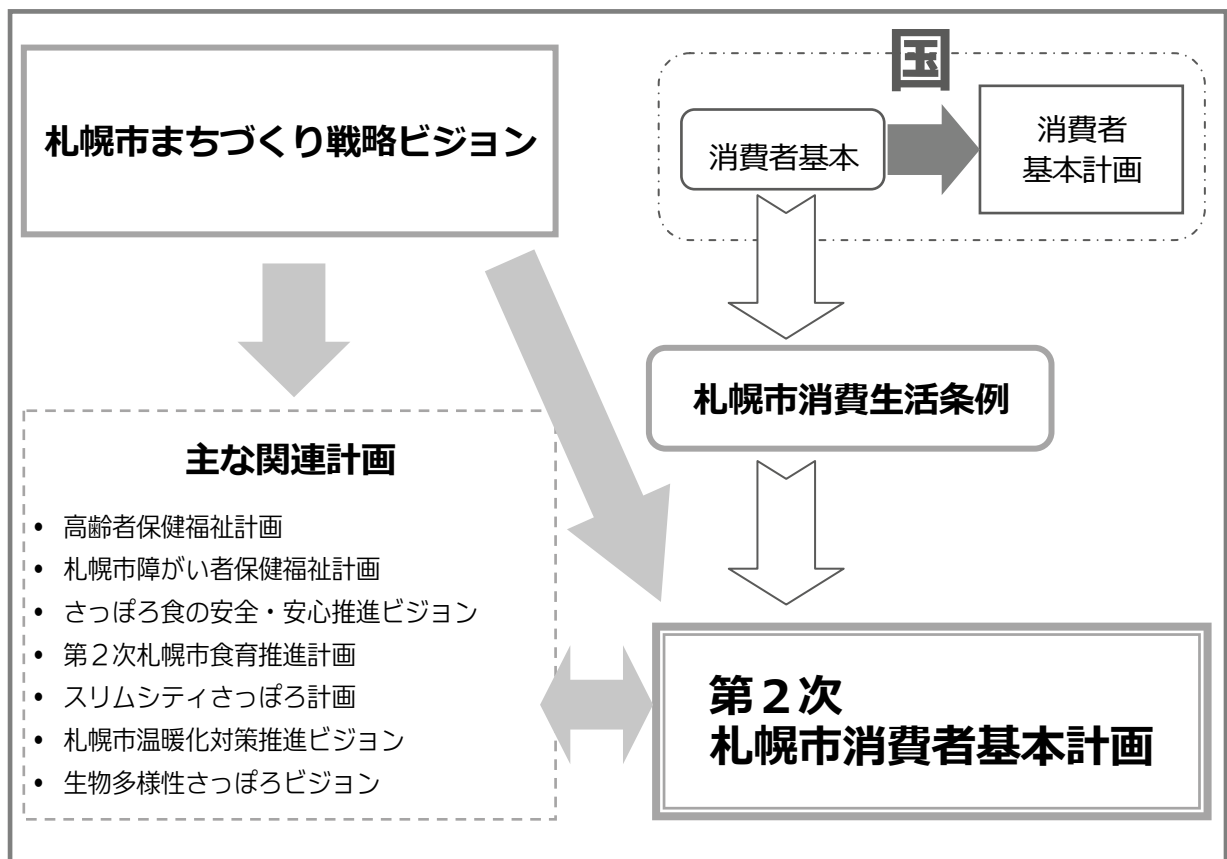 札幌市まちづくり戦略ビジョン
国
消費者基本
消費者
基本計画
札幌市消費生活条例
主な関連計画
• 高齢者保健福祉計画
• 札幌市障がい者保健福祉計画
• さっぽろ食の安全・安心推進ビジョン
• 第２次札幌市食育推進計画
• スリムシティさっぽろ計画
• 札幌市温暖化対策推進ビジョン
• 生物多様性さっぽろビジョン
第２次
札幌市消費者基本計画